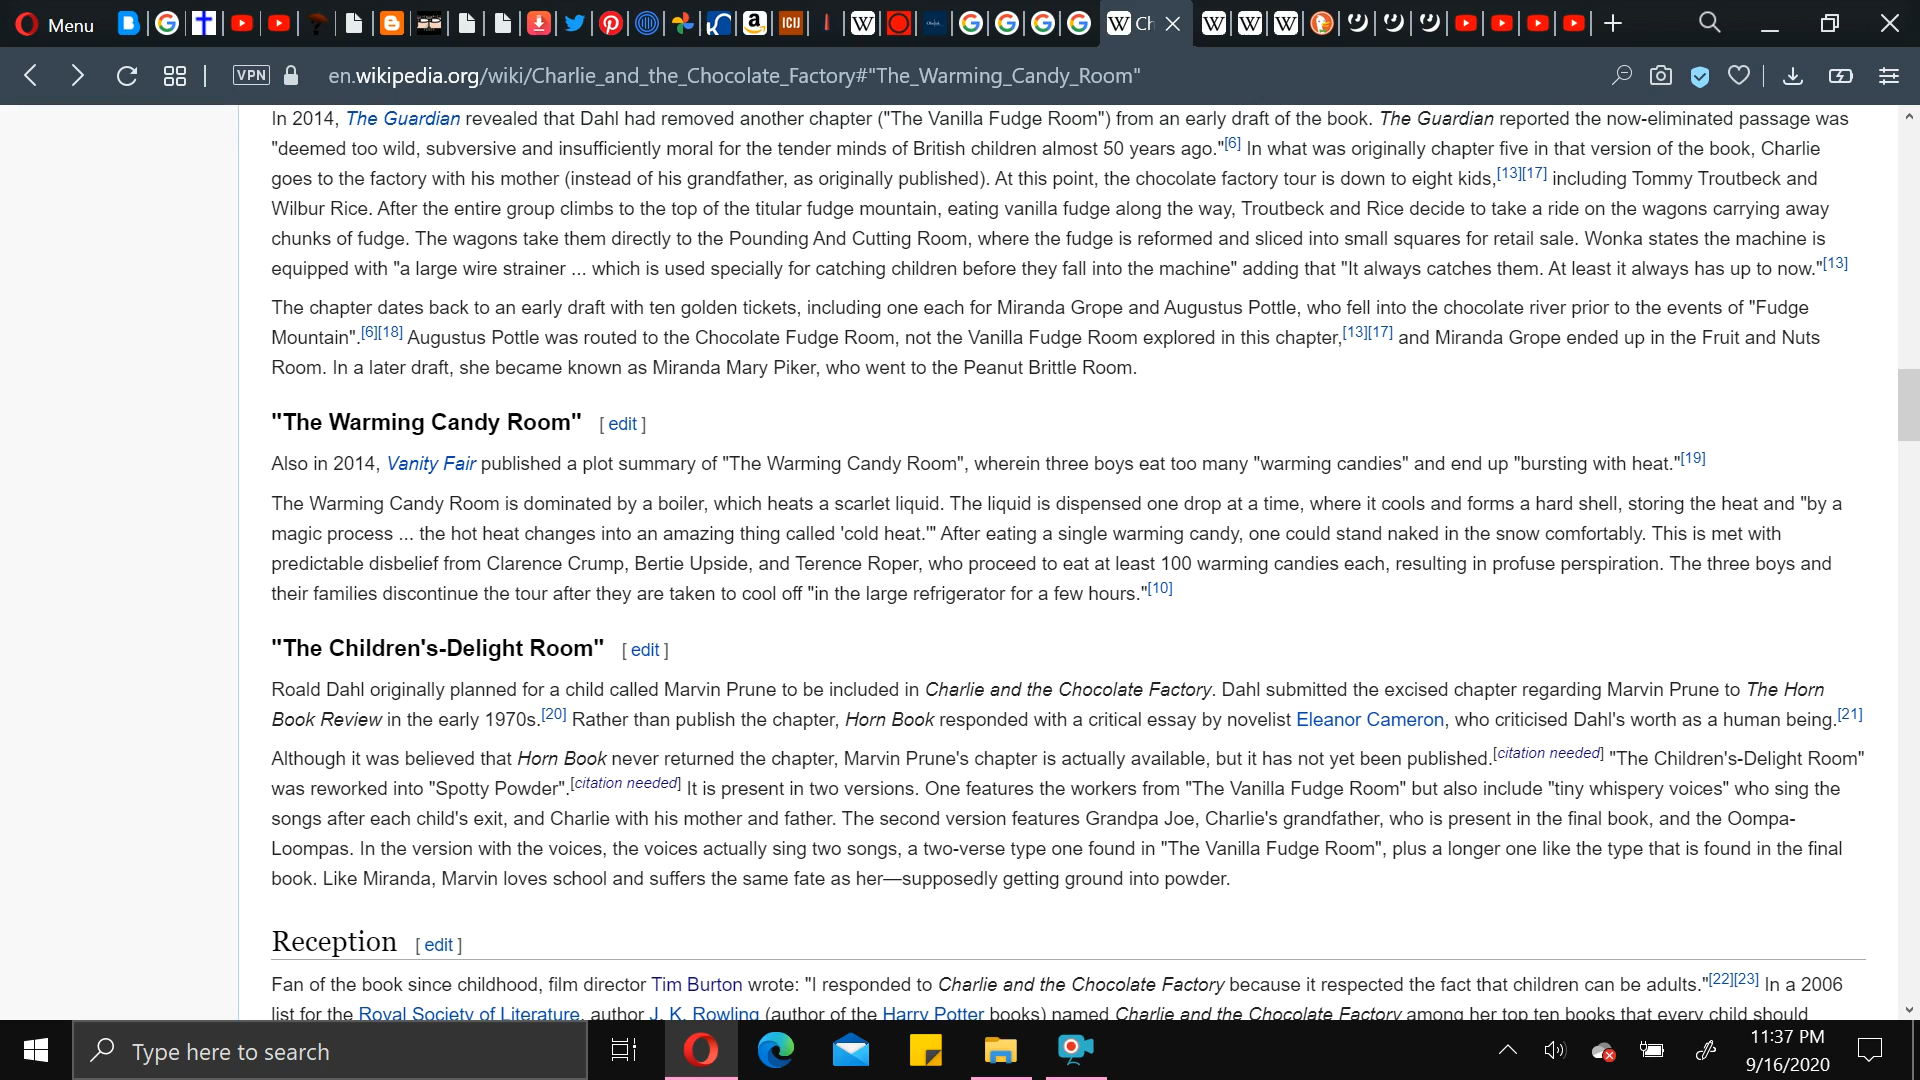 Menu
VPN
en.wikipedia.org/wiki/Charlie_and_the_Chocolate_Factory#"The_Warming_Candy_Room"
In 2014, The Guardian revealed that Dahl had removed another chapter ("The Vanilla Fudge Room") from an early draft of the book. The Guardian reported the now-eliminated passage was
"deemed too wild, subversive and insufficiently moral for the tender minds of British children almost 50 years ago."[6] In what was originally chapter five in that version of the book, Charlie
goes to the factory with his mother (instead of his grandfather, as originally published). At this point, the chocolate factory tour is down to eight kids,[13][17] including Tommy Troutbeck and
Wilbur Rice. After the entire group climbs to the top of the titular fudge mountain, eating vanilla fudge along the way, Troutbeck and Rice decide to take a ride on the wagons carrying away
chunks of fudge. The wagons take them directly to the Pounding And Cutting Room, where the fudge is reformed and sliced into small squares for retail sale. Wonka states the machine is
equipped with "a large wire strainer ... which is used specially for catching children before they fall into the machine" adding that "It always catches them. At least it always has up to now."[13]
The chapter dates back to an early draft with ten golden tickets, including one each for Miranda Grope and Augustus Pottle, who fell into the chocolate river prior to the events of "Fudge
Mountain".[6][18] Augustus Pottle was routed to the Chocolate Fudge Room, not the Vanilla Fudge Room explored in this chapter,[13][17] and Miranda Grope ended up in the Fruit and Nuts
Room. In a later draft, she became known as Miranda Mary Piker, who went to the Peanut Brittle Room.
"The Warming Candy Room" [ edit ]
Also in 2014, Vanity Fair published a plot summary of "The Warming Candy Room", wherein three boys eat too many "warming candies" and end up "bursting with heat."[19]
The Warming Candy Room is dominated by a boiler, which heats a scarlet liquid. The liquid is dispensed one drop at a time, where it cools and forms a hard shell, storing the heat and "by a
magic process ... the hot heat changes into an amazing thing called 'cold heat.'" After eating a single warming candy, one could stand naked in the snow comfortably. This is met with
predictable disbelief from Clarence Crump, Bertie Upside, and Terence Roper, who proceed to eat at least 100 warming candies each, resulting in profuse perspiration. The three boys and
their families discontinue the tour after they are taken to cool off "in the large refrigerator for a few hours."[10]
"The Children's-Delight Room" [ edit ]
Roald Dahl originally planned for a child called Marvin Prune to be included in Charlie and the Chocolate Factory. Dahl submitted the excised chapter regarding Marvin Prune to The Horn
Book Review in the early 1970s.[20] Rather than publish the chapter, Horn Book responded with a critical essay by novelist Eleanor Cameron, who criticised Dahl's worth as a human being.[21]
Although it was believed that Horn Book never returned the chapter, Marvin Prune's chapter is actually available, but it has not yet been published.[citation needed] "The Children's-Delight Room"
was reworked into "Spotty Powder".[citation needed] It is present in two versions. One features the workers from "The Vanilla Fudge Room" but also include "tiny whispery voices" who sing the
songs after each child's exit, and Charlie with his mother and father. The second version features Grandpa Joe, Charlie's grandfather, who is present in the final book, and the Oompa-
Loompas. In the version with the voices, the voices actually sing two songs, a two-verse type one found in "The Vanilla Fudge Room", plus a longer one like the type that is found in the final
book. Like Miranda, Marvin loves school and suffers the same fate as her—supposedly getting ground into powder.
Reception [ edit ]
Fan of the book since childhood, film director Tim Burton wrote: "I responded to Charlie and the Chocolate Factory because it respected the fact that children can be adults."[22][23] In a 2006
list for the Royal Society of Literature, author J. K. Rowling (author of the Harry Potter books) named Charlie and the Chocolate Factory among her top ten books that every child should
Type here to search
11:37 PM
9/16/2020